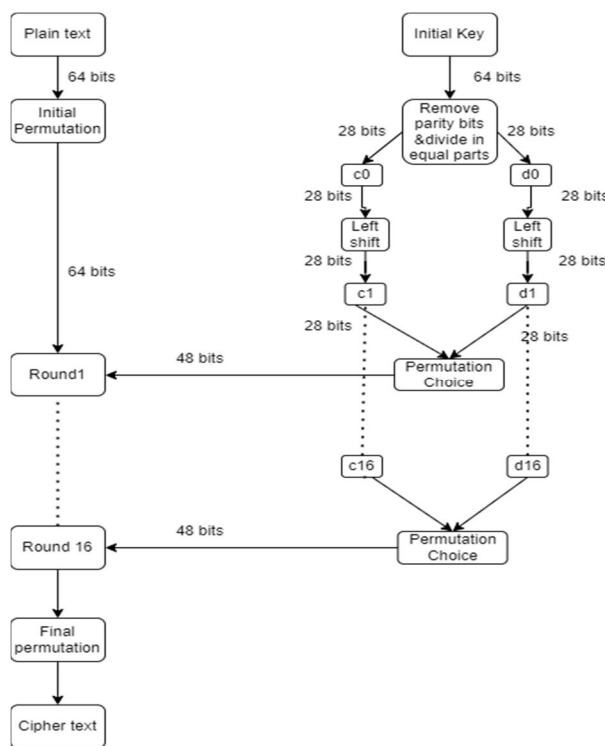 Plain text
Initial Key
64 bits
64 bits
Initial
Permutation
Remove
parity bits
&divide in
equal parts
28 bits
28 bits
c0
d0
28 bits
28 bits
Left
shift
Left
shift
64 bits
28 bits
28 bits
c1
d1
28 bits
28 bits
48 bits
Round1
Permutation
Choice
c16
d16
48 bits
Round 16
Permutation
Choice
Final
permutation
Cipher text